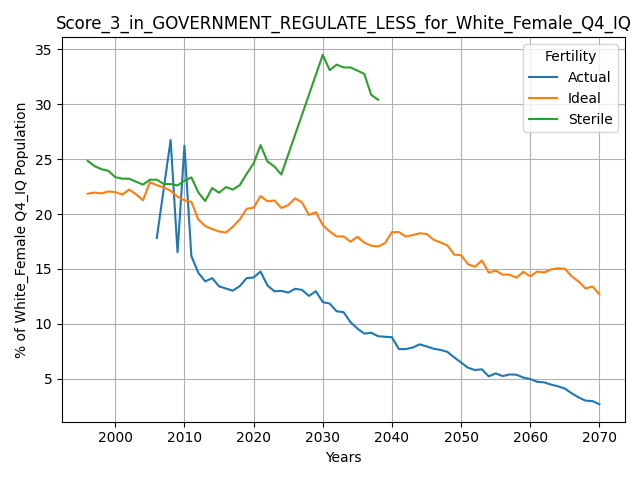 Score_3_in_GOVERNMENT_REGULATE_LESS_for_White_Female_Q4_IQ
35
30
25
20
15
10
5
% of White_Female Q4_IQ Population
Fertility
Actual
Ideal
Sterile
2000 2010 2020 2030 2040 2050 2060 2070
Years